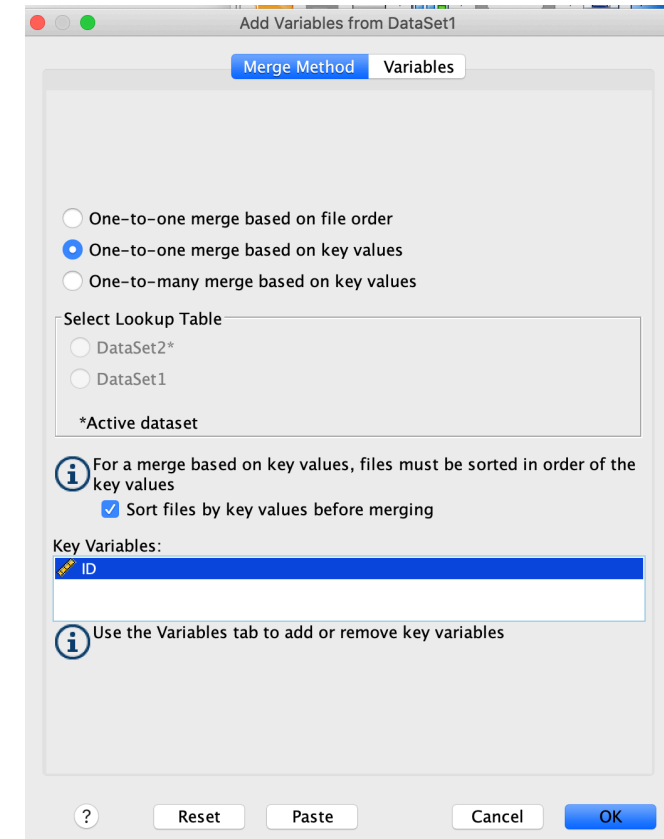 Add Variables from DataSet1
Merge Method Variables
One-to-one merge based on file order
One-to-one merge based on key values
One-to-many merge based on key values
Select Lookup Table
DataSet2*
DataSet1
*Active dataset
For a merge based on key values, files must be sorted in order of the
key values
Sort files by key values before merging
Key Variables:
ID
Use the Variables tab to add or remove key variables
? Reset Paste Cancel OK